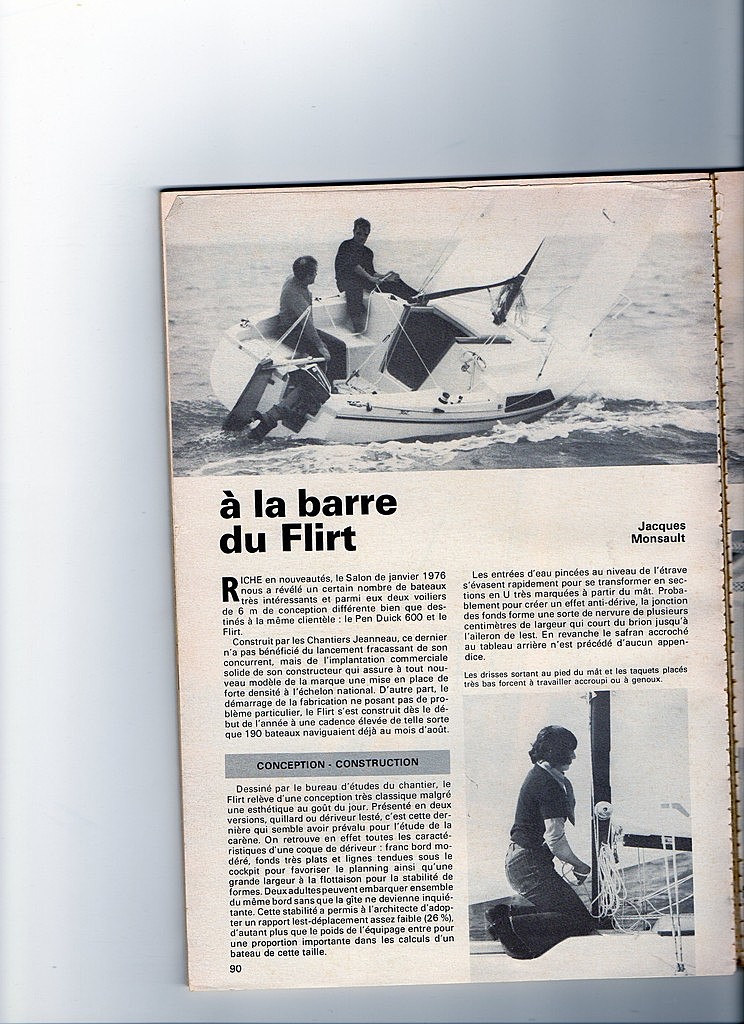 à la barre
du Flirt
Jacques
Monsault
RICHE en nouveautés, le Salon de janvier 1976
nous a révélé un certain nombre de bateaux
très intéressants et parmi eux deux voiliers
de 6 m de conception différente bien que des-
tinés à la même clientèle : le Pen Duick 600 et le
Flirt.
Construit par les Chantiers Jeanneau, ce dernier
n'a pas bénéficié du lancement fracassant de son
concurrent, mais de l'implantation commerciale
solide de son constructeur qui assure à tout nou-
veau modèle de la marque une mise en place de
forte densité à l'échelon national. D'autre part, le
démarrage de la fabrication ne posant pas de pro-
blème particulier, le Flirt s'est construit dès le dé-
but de l'année à une cadence élevée de telle sorte
que 190 bateaux naviguaient déjà au mois d'août.
CONCEPTION - CONSTRUCTION
Dessiné par le bureau d'études du chantier, le
Flirt relève d'une conception très classique malgré
une esthétique au goût du jour. Présenté en deux
versions, quillard ou dériveur lesté, c'est cette der-
nière qui semble avoir prévalu pour l'étude de la
carène. On retrouve en effet toutes les caracté-
ristiques d'une coque de dériveur : franc bord mo-
déré, fonds très plats et lignes tendues sous le
cockpit pour favoriser le planning ainsi qu'une
grande largeur à la flottaison pour la stabilité de
formes. Deux adultes peuvent embarquer ensemble
du même bord sans que la gîte ne devienne inquié-
tante. Cette stabilité a permis à l'architecte d'adop-
ter un rapport lest-déplacement assez faible (26 %),
d'autant plus que le poids de l'équipage entre pour
une proportion importante dans les calculs d'un
bateau de cette taille.
90
Les entrées d'eau pincées au niveau de l'étrave
s'évasent rapidement pour se transformer en sec-
tions en U très marquées à partir du mât. Proba-
blement pour créer un effet anti-dérive, la jonction
des fonds forme une sorte de nervure de plusieurs
centimètres de largeur qui court du brion jusqu'à
l'aileron de lest. En revanche le safran accroché
au tableau arrière n'est précédé d'aucun appen-
dice.
Les drisses sortant au pied du mât et les taquets placés
très bas forcent à travailler accroupi ou à genoux.